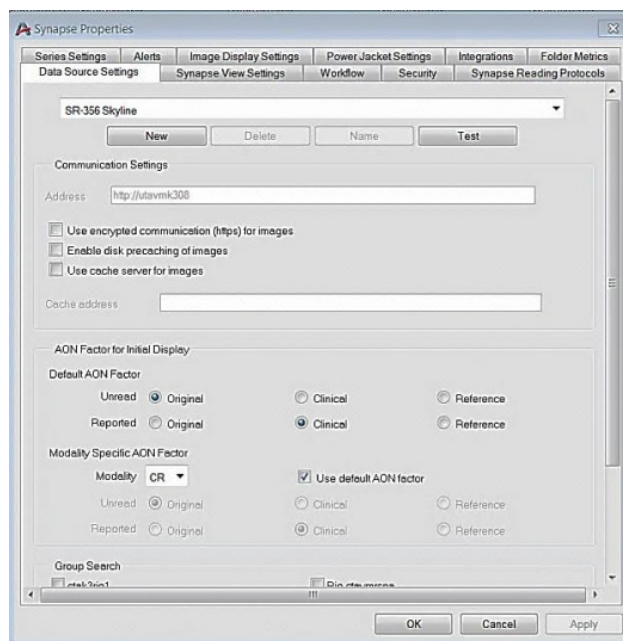 Synapse Properties
Series Settings Alerts Image Display Settings Power Jacket Settings Integrations Folder Metrics
Data Source Settings Synapse View Settings Workflow Security Synapse Reading Protocols
SR-356 Skyline
New Delete Name Test
Communication Settings
Address http://utavmk308
Use encrypted communication (https) for images
Enable disk precaching of images
Use cache server for images
Cache address
AON Factor for Initial Display
Default AON Factor
Unread Original Clinical Reference
Reported Original Clinical Reference
Modality Specific AON Factor
Modality CR Use default AON factor
Unread Original Clinical Reference
Reported Original Clinical Reference
Group Search
OK Cancel Apply